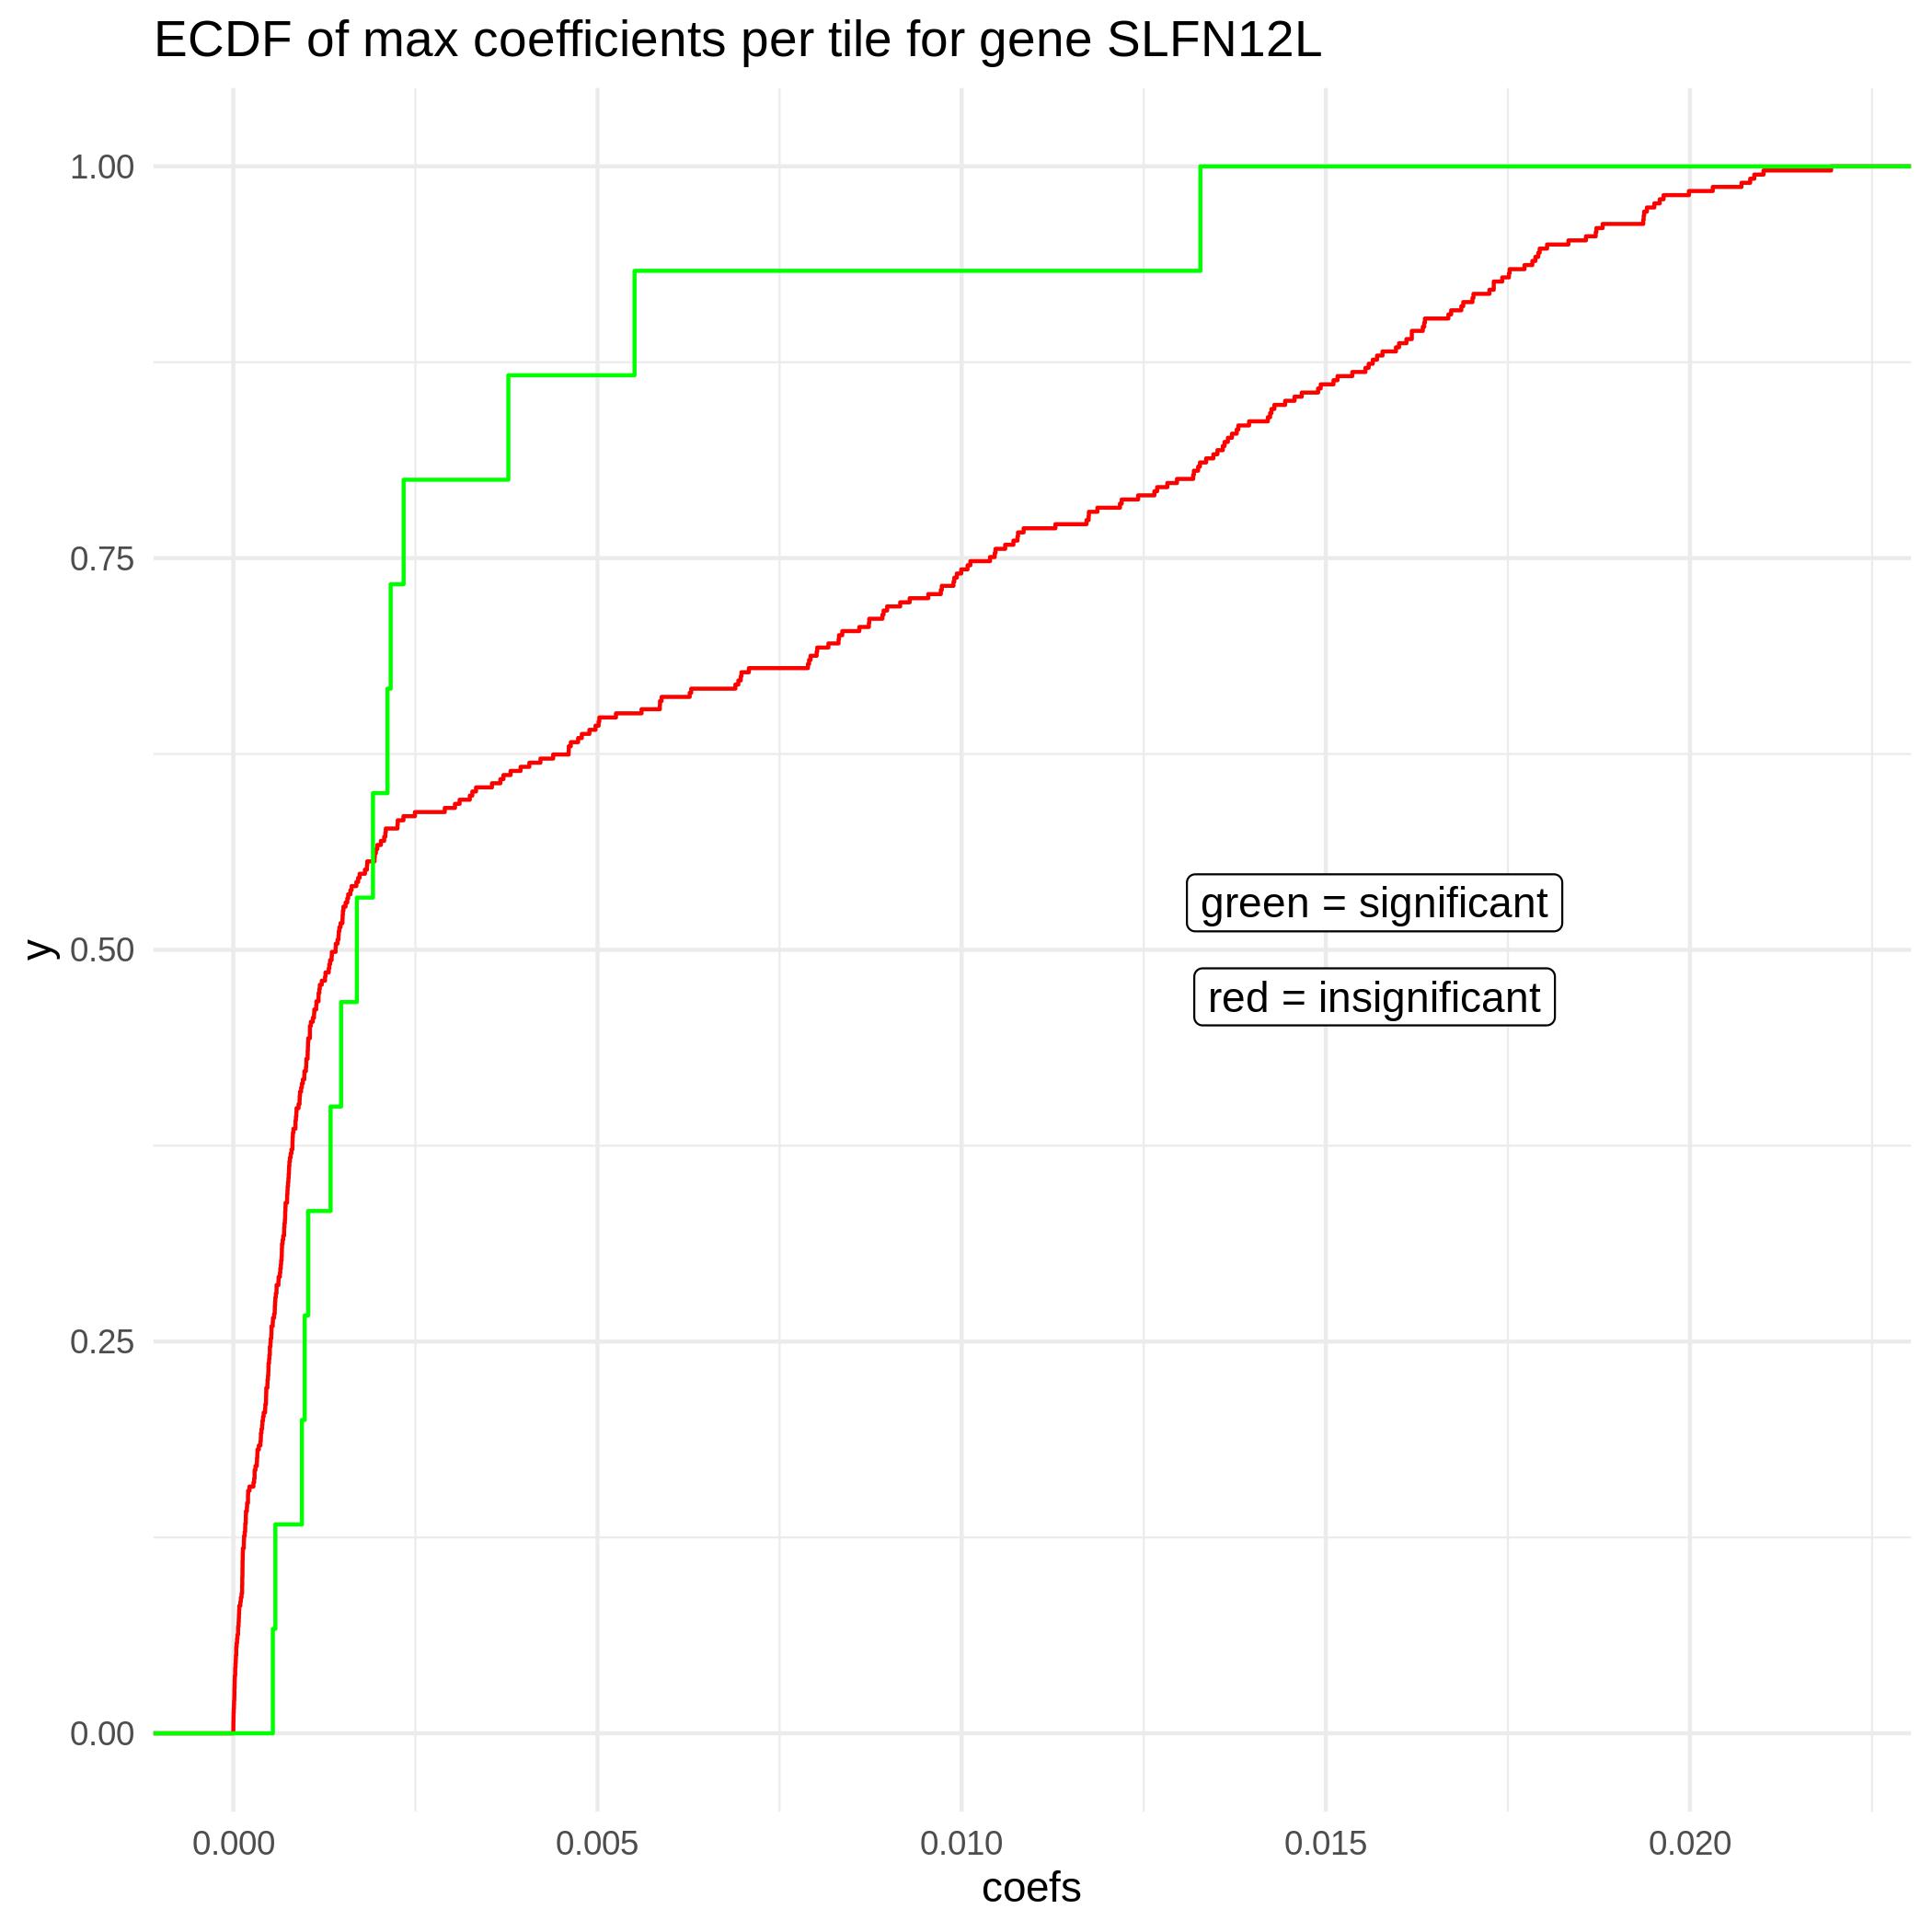 ECDF of max coefficients per tile for gene SLFN12L
1.00
0.75
0.50
0.25
0.00
y
green = significant
red = insignificant
0.000 0.005 0.010 0.015 0.020
coefs